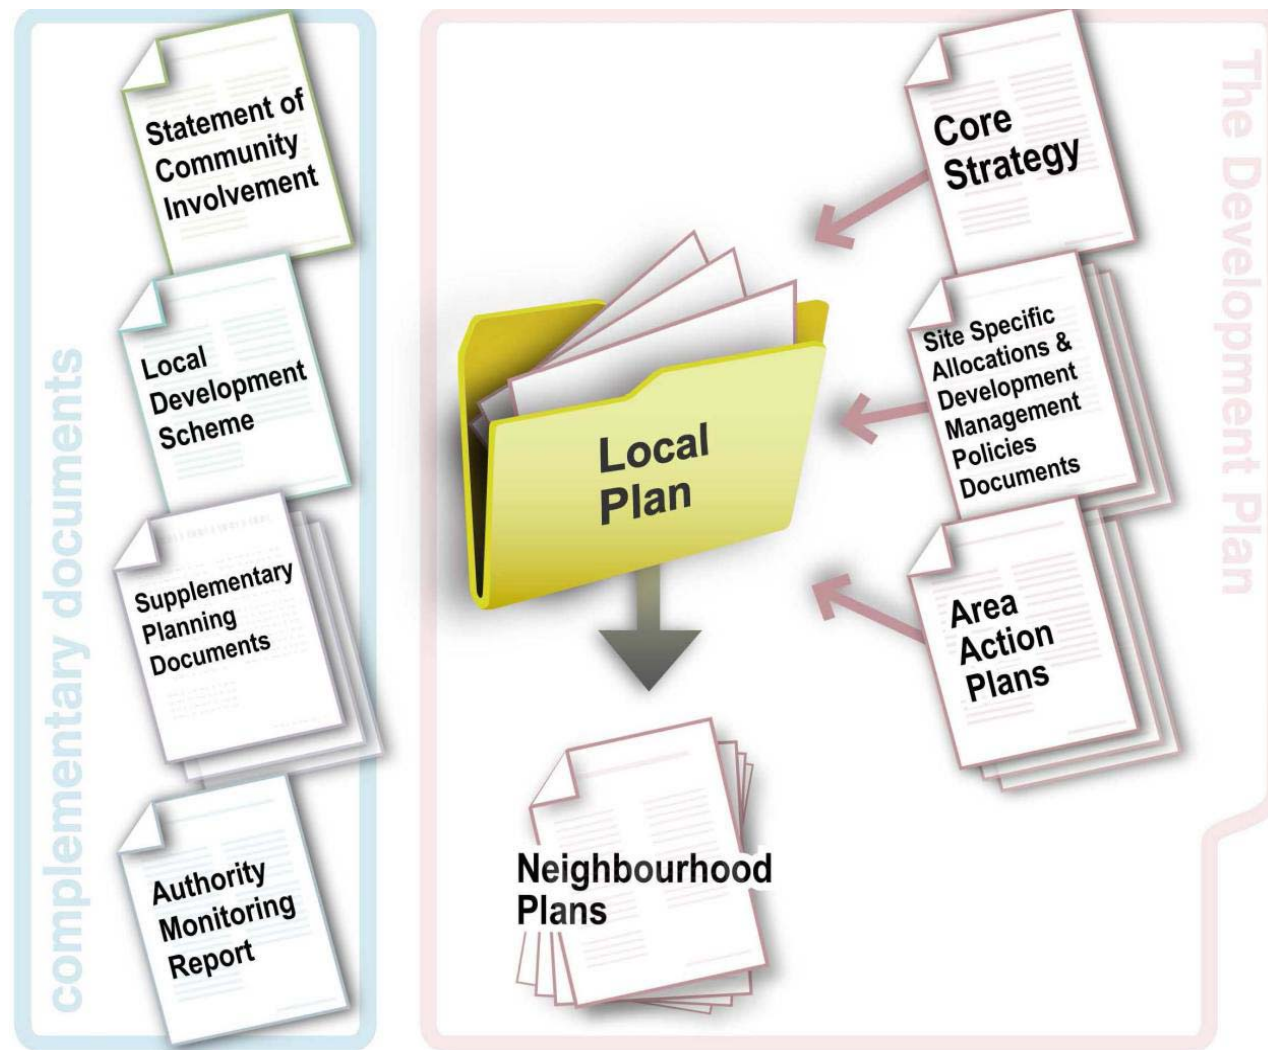 complementary documents
Statement of
Community
Involvement
Local
Development
Scheme
Supplementary
Planning
Documents
Authority
Monitoring
Report
The Development Plan
Local
Plan
Core
Strategy
Site Specific
Allocations &
Development
Management
Policies
Documents
Area
Action
Plans
Neighbourhood
Plans